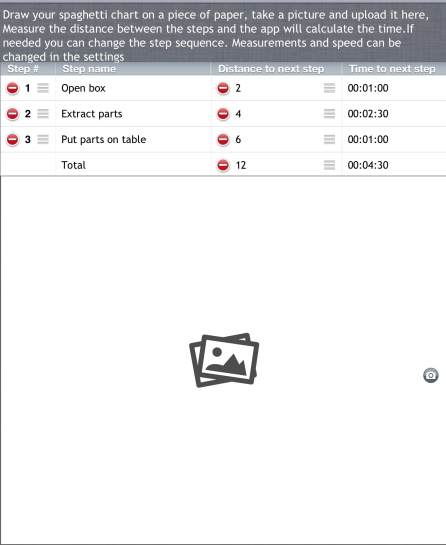 Draw your spaghetti chart on a piece of paper, take a picture and upload it here,
Measure the distance between the steps and the app will calculate the time.If
needed you can change the step sequence. Measurements and speed can be
changed in the settings
Step # Step name Distance to next step Time to next step
1 Open box 2 00:01:00
2 Extract parts 4 00:02:30
3 Put parts on table 6 00:01:00
Total 12 00:04:30